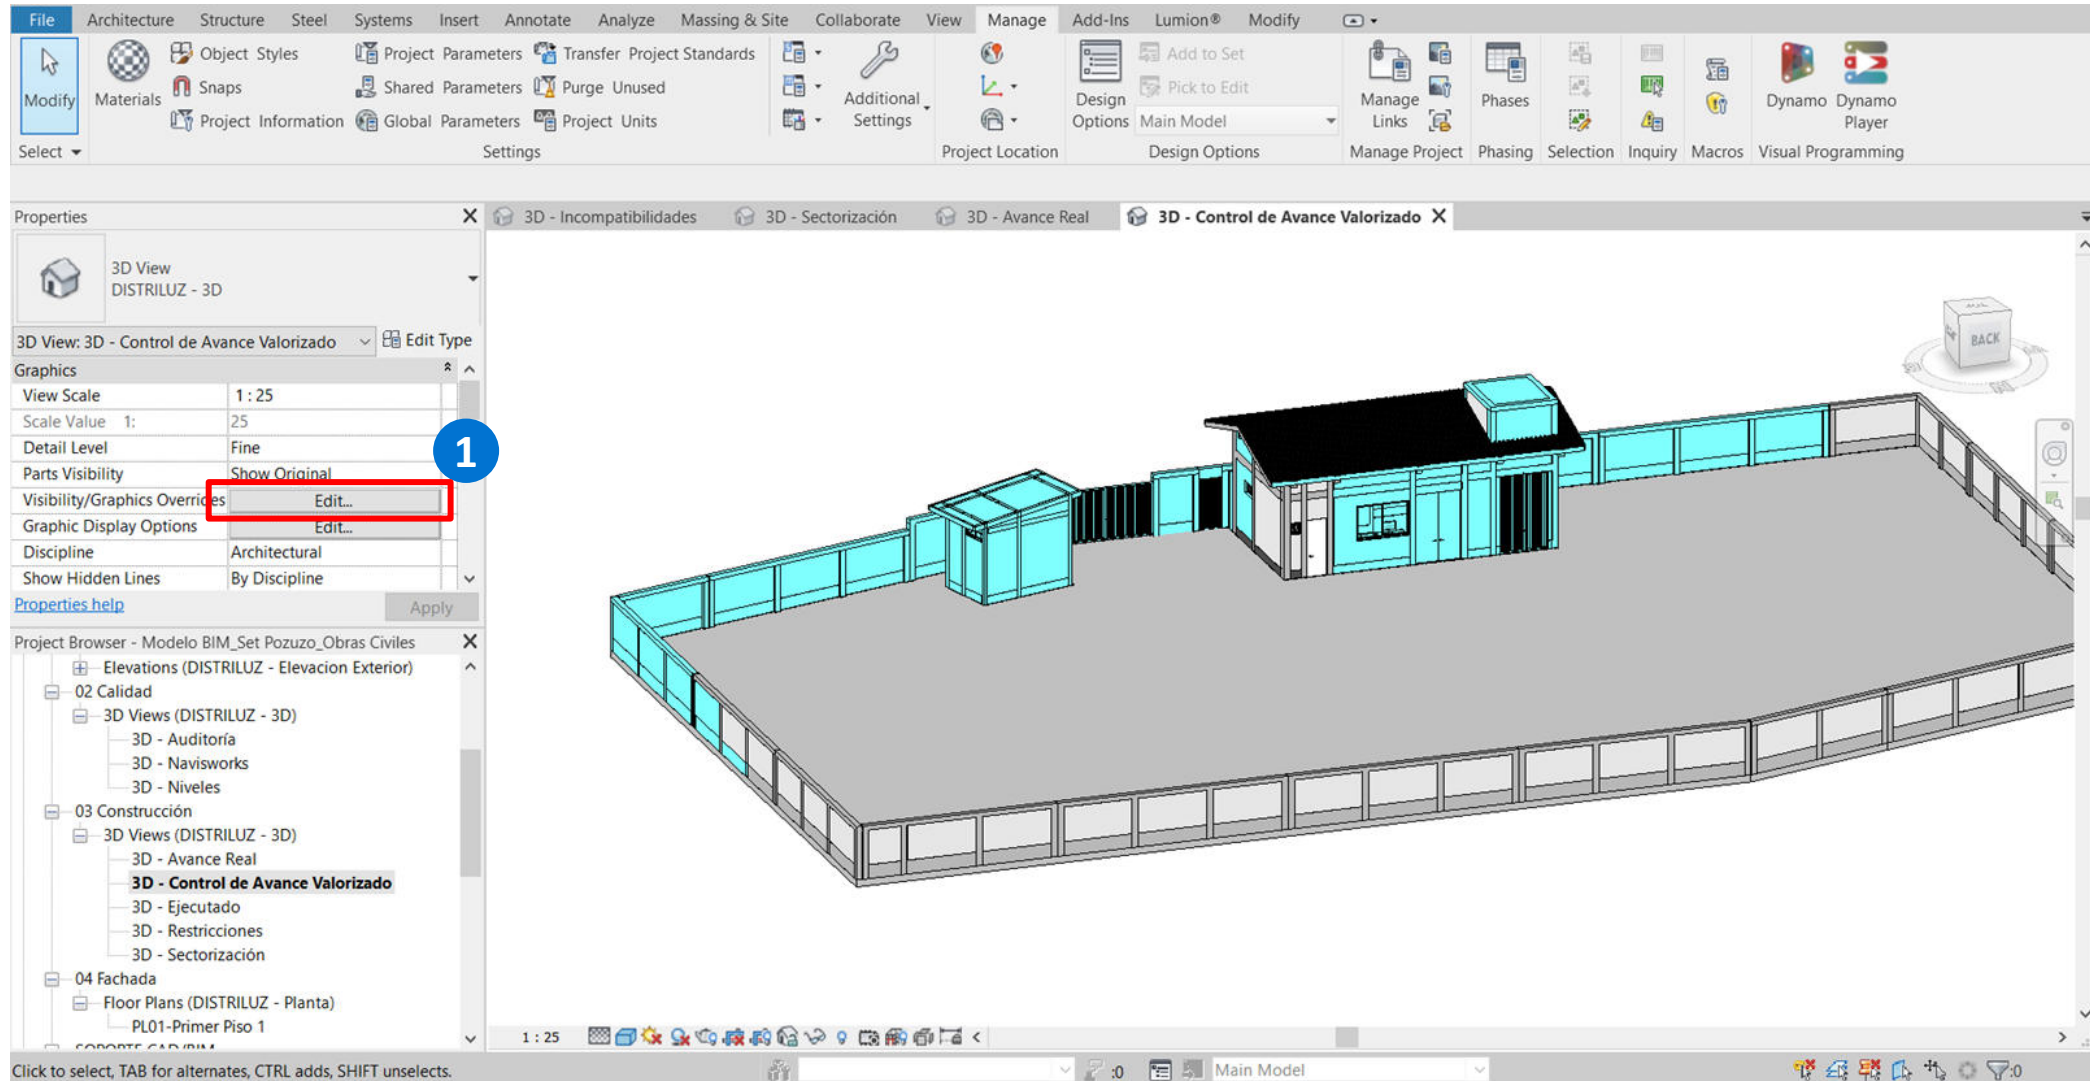 File Architecture Structure Steel Systems Insert Annotate Analyze Massing & Site Collaborate View Manage Add-Ins Lumion® Modify
Modify
Select
Materials
Object Styles
Snaps
Project Information
Project Parameters
Shared Parameters
Global Parameters
Transfer Project Standards
Purge Unused
Project Units
Additional
Settings
Settings
Project Location
Design
Options
Add to Set
Pick to Edit
Main Model
Design Options
Manage
Links
Manage Project
Phases
Phasing
Selection
Inquiry
Macros
Dynamo
Dynamo
Player
Visual Programming
Properties
3D View
DISTRILUZ - 3D
3D View: 3D - Control de Avance Valorizado Edit Type
Graphics
View Scale 1 : 25
Scale Value 1: 25
Detail Level Fine
Parts Visibility Show Original
Visibility/Graphics Overrides Edit...
Graphic Display Options Edit...
Discipline Architectural
Show Hidden Lines By Discipline
Properties help Apply
1
Project Browser - Modelo BIM_Set Pozuzo_Obras Civiles
Elevations (DISTRILUZ - Elevacion Exterior)
02 Calidad
3D Views (DISTRILUZ - 3D)
3D - Auditoría
3D - Navisworks
3D - Niveles
03 Construcción
3D Views (DISTRILUZ - 3D)
3D - Avance Real
3D - Control de Avance Valorizado
3D - Ejecutado
3D - Restricciones
3D - Sectorización
04 Fachada
Floor Plans (DISTRILUZ - Planta)
PL01-Primer Piso 1
SOPORTE CAD/BIM
3D - Incompatibilidades 3D - Sectorización 3D - Avance Real 3D - Control de Avance Valorizado
BACK
1 : 25
Click to select, TAB for alternates, CTRL adds, SHIFT unselects.
:0
Main Model
:0